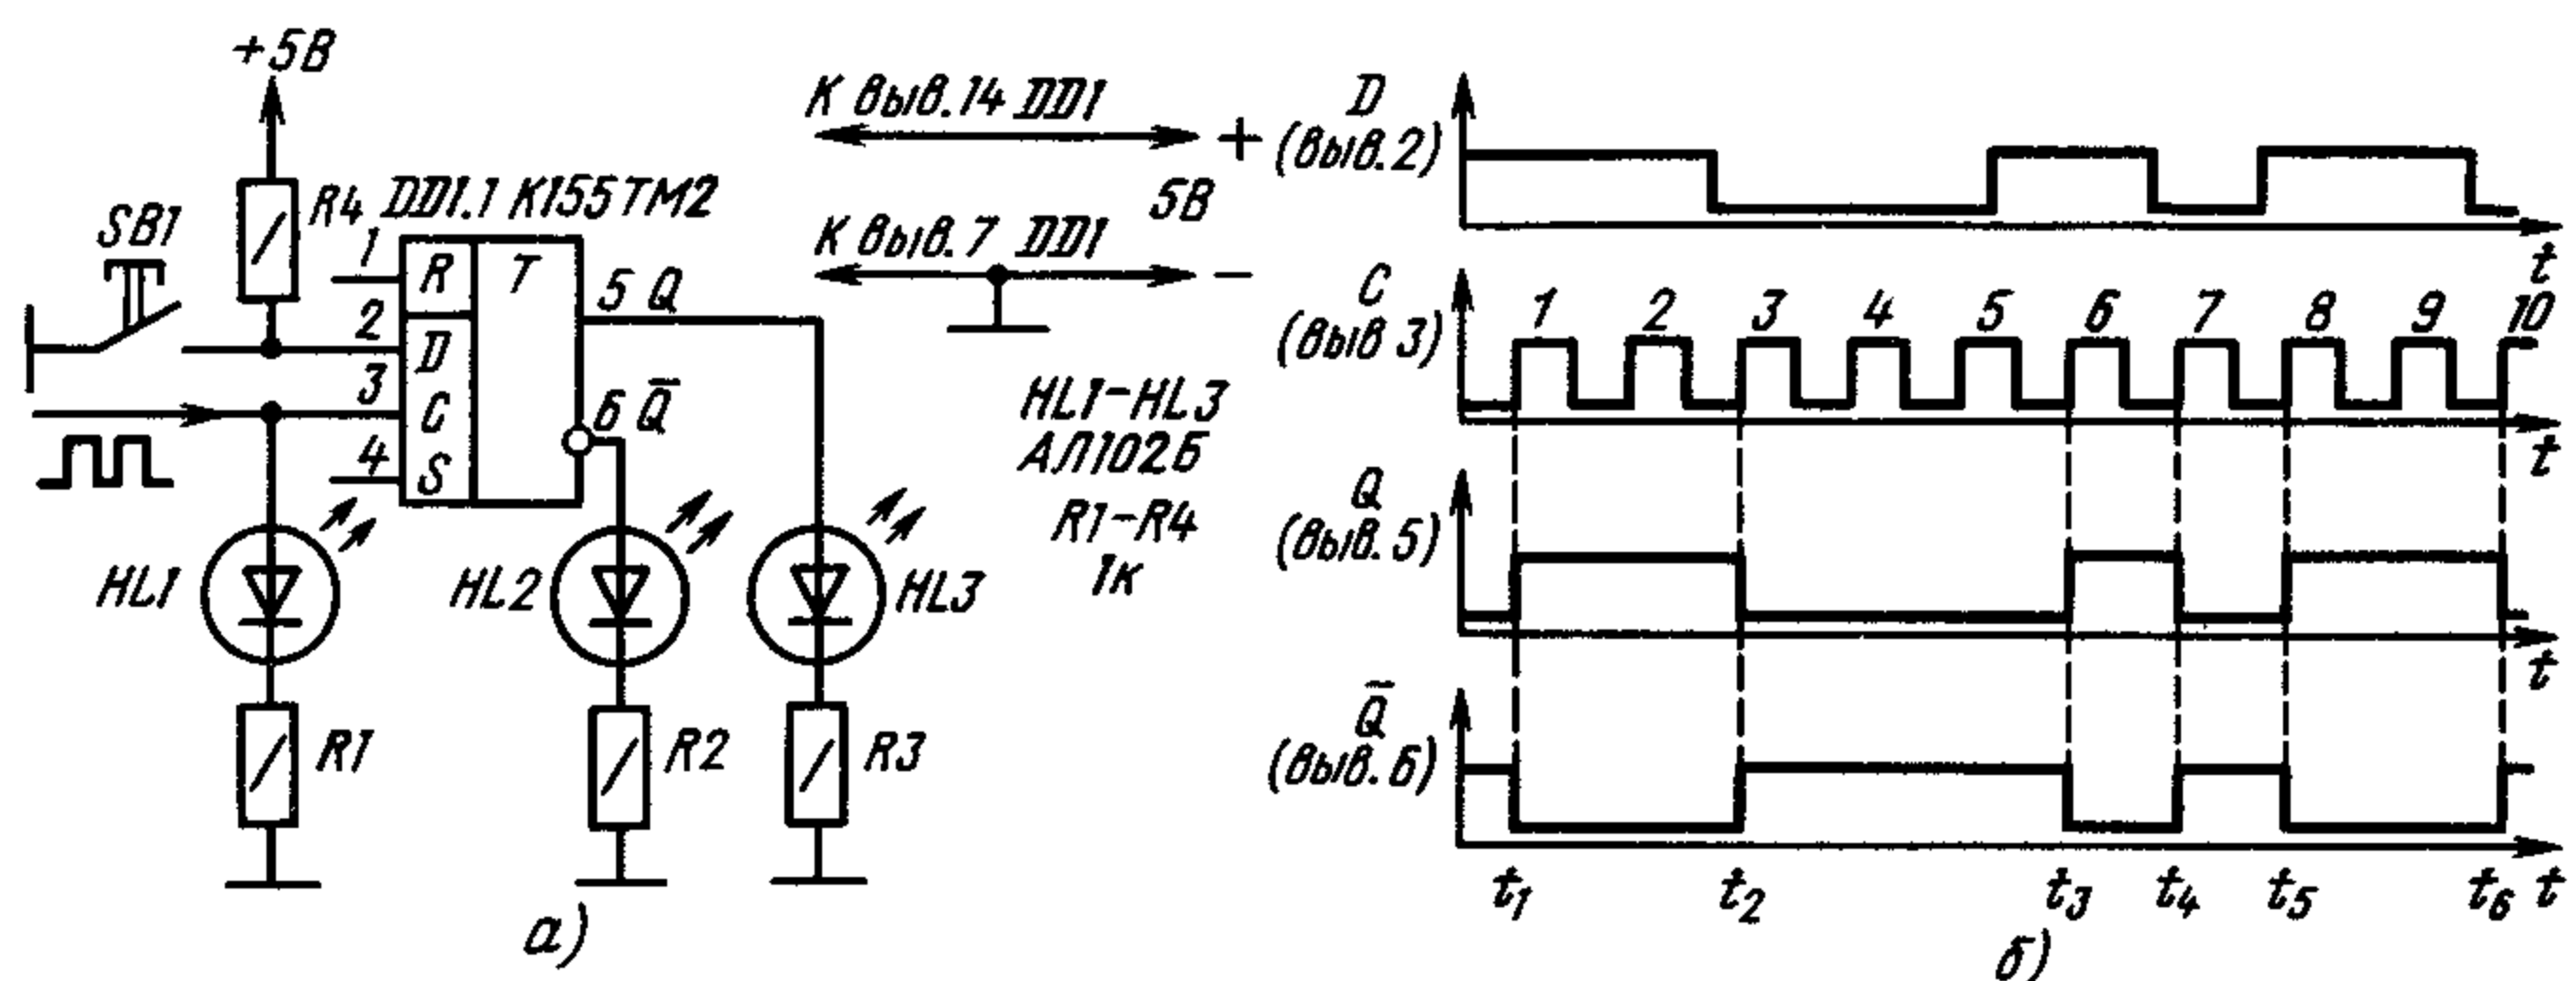 +5В
SB1
R4
DD1.1 К155ТМ2
1
2
3
4
R
D
C
S
T
5 Q
6 Q̅
HL1
HL2
HL3
R1
R2
R3
К выв.14 DD1
+
5В
К выв.7 DD1
−
HL1-HL3
АЛ102Б
R1-R4
1к
а)
D
(выв.2)
t
C
(выв 3)
1 2 3 4 5 6 7 8 9 10
t
Q
(выв.5)
t
Q̅
(выв.6)
t1 t2 t3 t4 t5 t6 t
б)